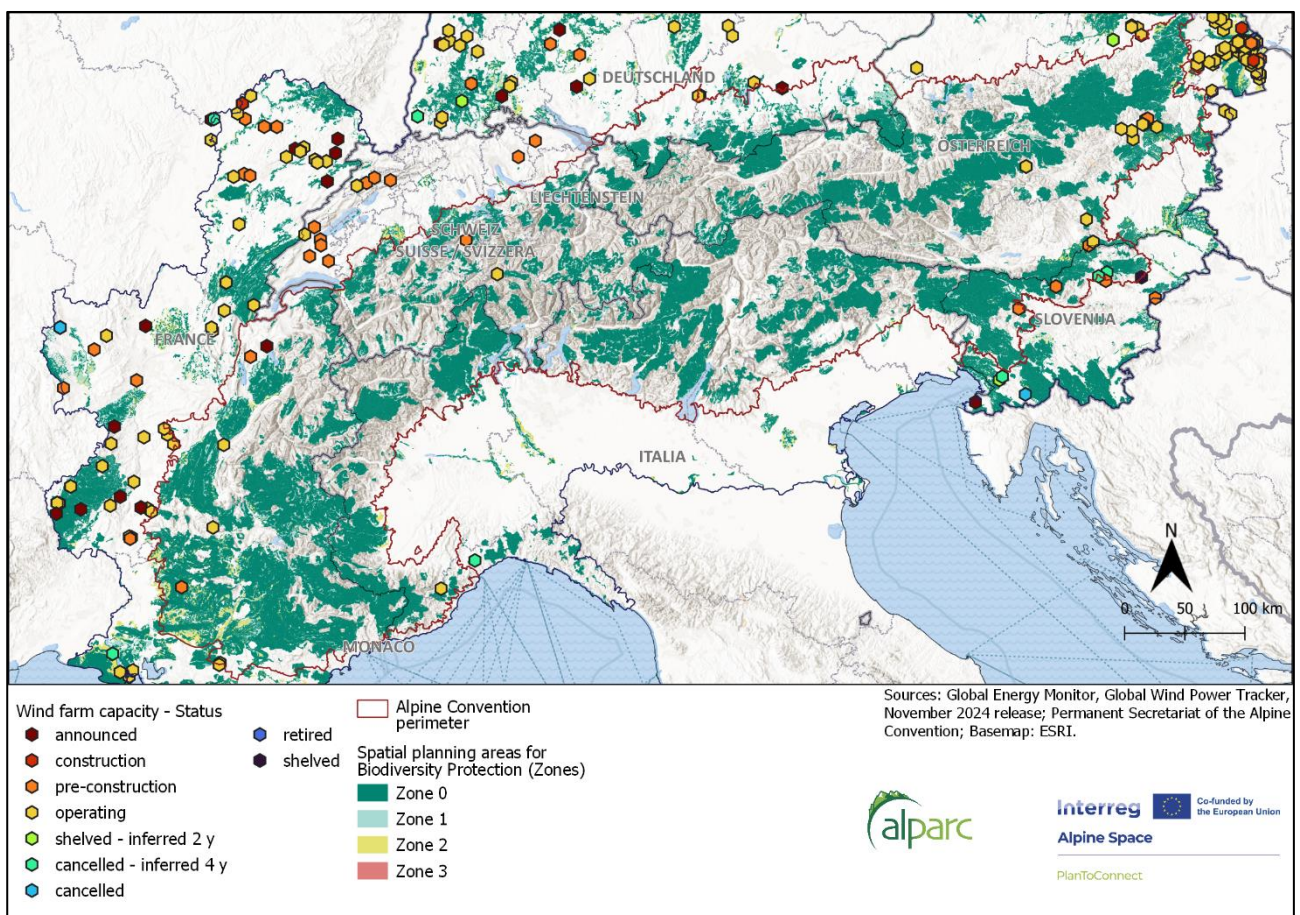 DEUTSCHLAND
ÖSTERREICH
LIECHTENSTEIN
SCHWEIZ
SUISSE / SVIZZERA
FRANCE
SLOVENIJA
ITALIA
MONACO
N
0 50 100 km
Wind farm capacity - Status
announced
construction
pre-construction
operating
shelved - inferred 2 y
cancelled - inferred 4 y
cancelled
retired
shelved
Alpine Convention
perimeter
Spatial planning areas for
Biodiversity Protection (Zones)
Zone 0
Zone 1
Zone 2
Zone 3
Sources: Global Energy Monitor, Global Wind Power Tracker,
November 2024 release; Permanent Secretariat of the Alpine
Convention; Basemap: ESRI.
alparc
Interreg
Co-funded by
the European Union
Alpine Space
PlanToConnect